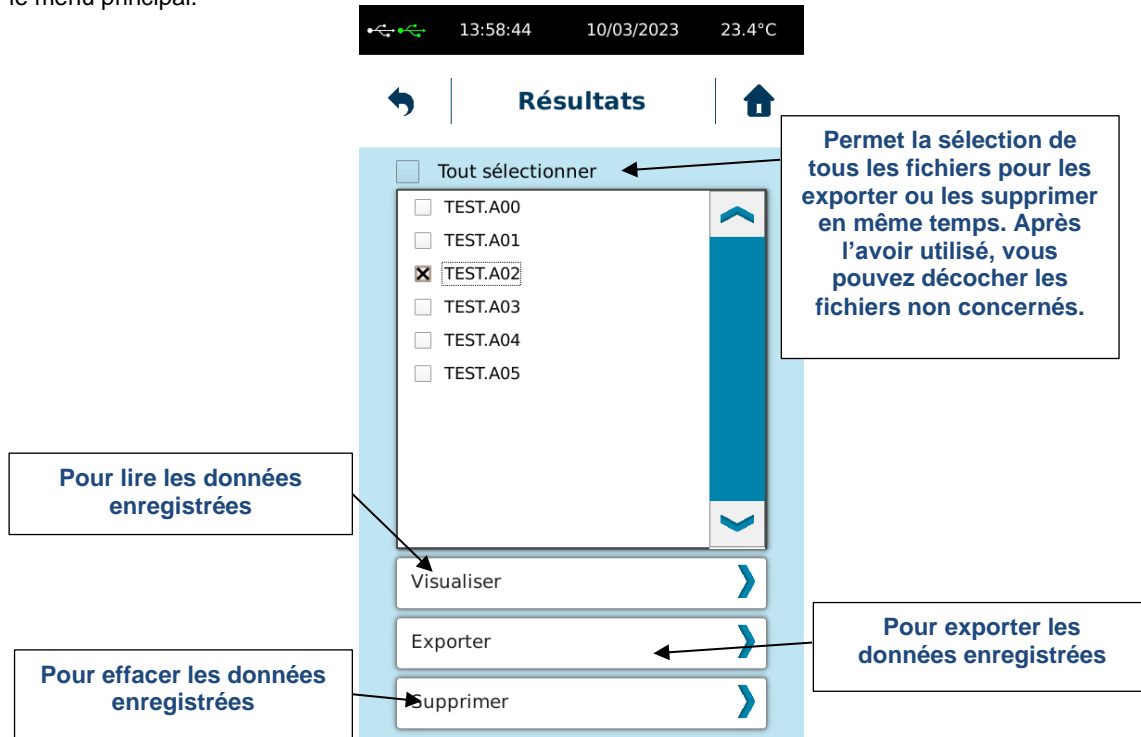 le menu principal.
13:58:44 10/03/2023 23.4°C
Résultats
Permet la sélection de
tous les fichiers pour les
exporter ou les supprimer
en même temps. Après
l’avoir utilisé, vous
pouvez décocher les
fichiers non concernés.
Tout sélectionner
TEST.A00
TEST.A01
TEST.A02
TEST.A03
TEST.A04
TEST.A05
Pour lire les données
enregistrées
Visualiser
Exporter
Pour exporter les
données enregistrées
Pour effacer les données
enregistrées
Supprimer